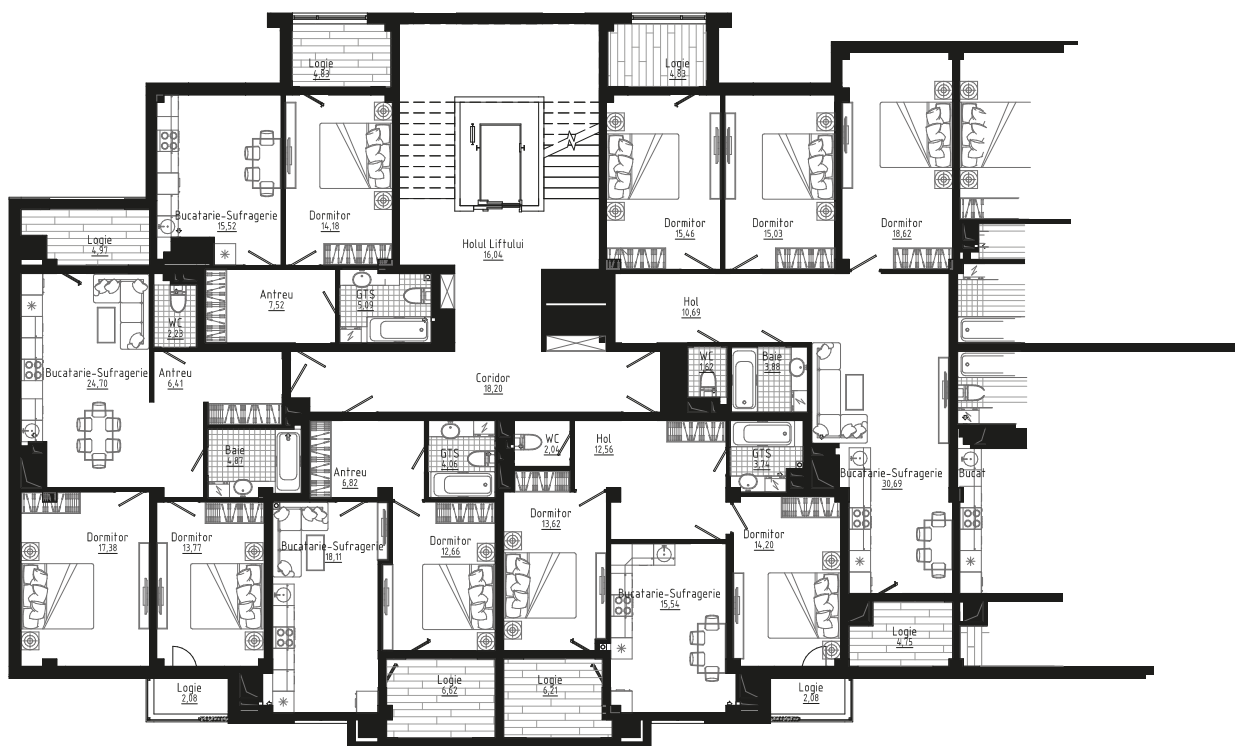 Logie
4,83
Logie
4,83
Bucatarie-Sufragerie
15,52
Dormitor
14,18
Dormitor
15,46
Dormitor
15,03
Dormitor
18,62
Logie
4,97
Holul Liftului
16,04
Antreu
7,52
GTS
5,09
Hol
10,69
WC
2,23
Bucatarie-Sufragerie
24,70
Antreu
6,41
Coridor
18,20
WC
1,62
Baie
3,88
Baie
4,87
Antreu
6,82
GTS
4,06
WC
2,04
Hol
12,56
GTS
3,74
Bucatarie-Sufragerie
30,69
Bucat
Dormitor
17,38
Dormitor
13,77
Bucatarie-Sufragerie
18,11
Dormitor
12,66
Dormitor
13,62
Bucatarie-Sufragerie
15,54
Dormitor
14,20
Logie
4,75
Logie
2,08
Logie
6,62
Logie
6,21
Logie
2,08